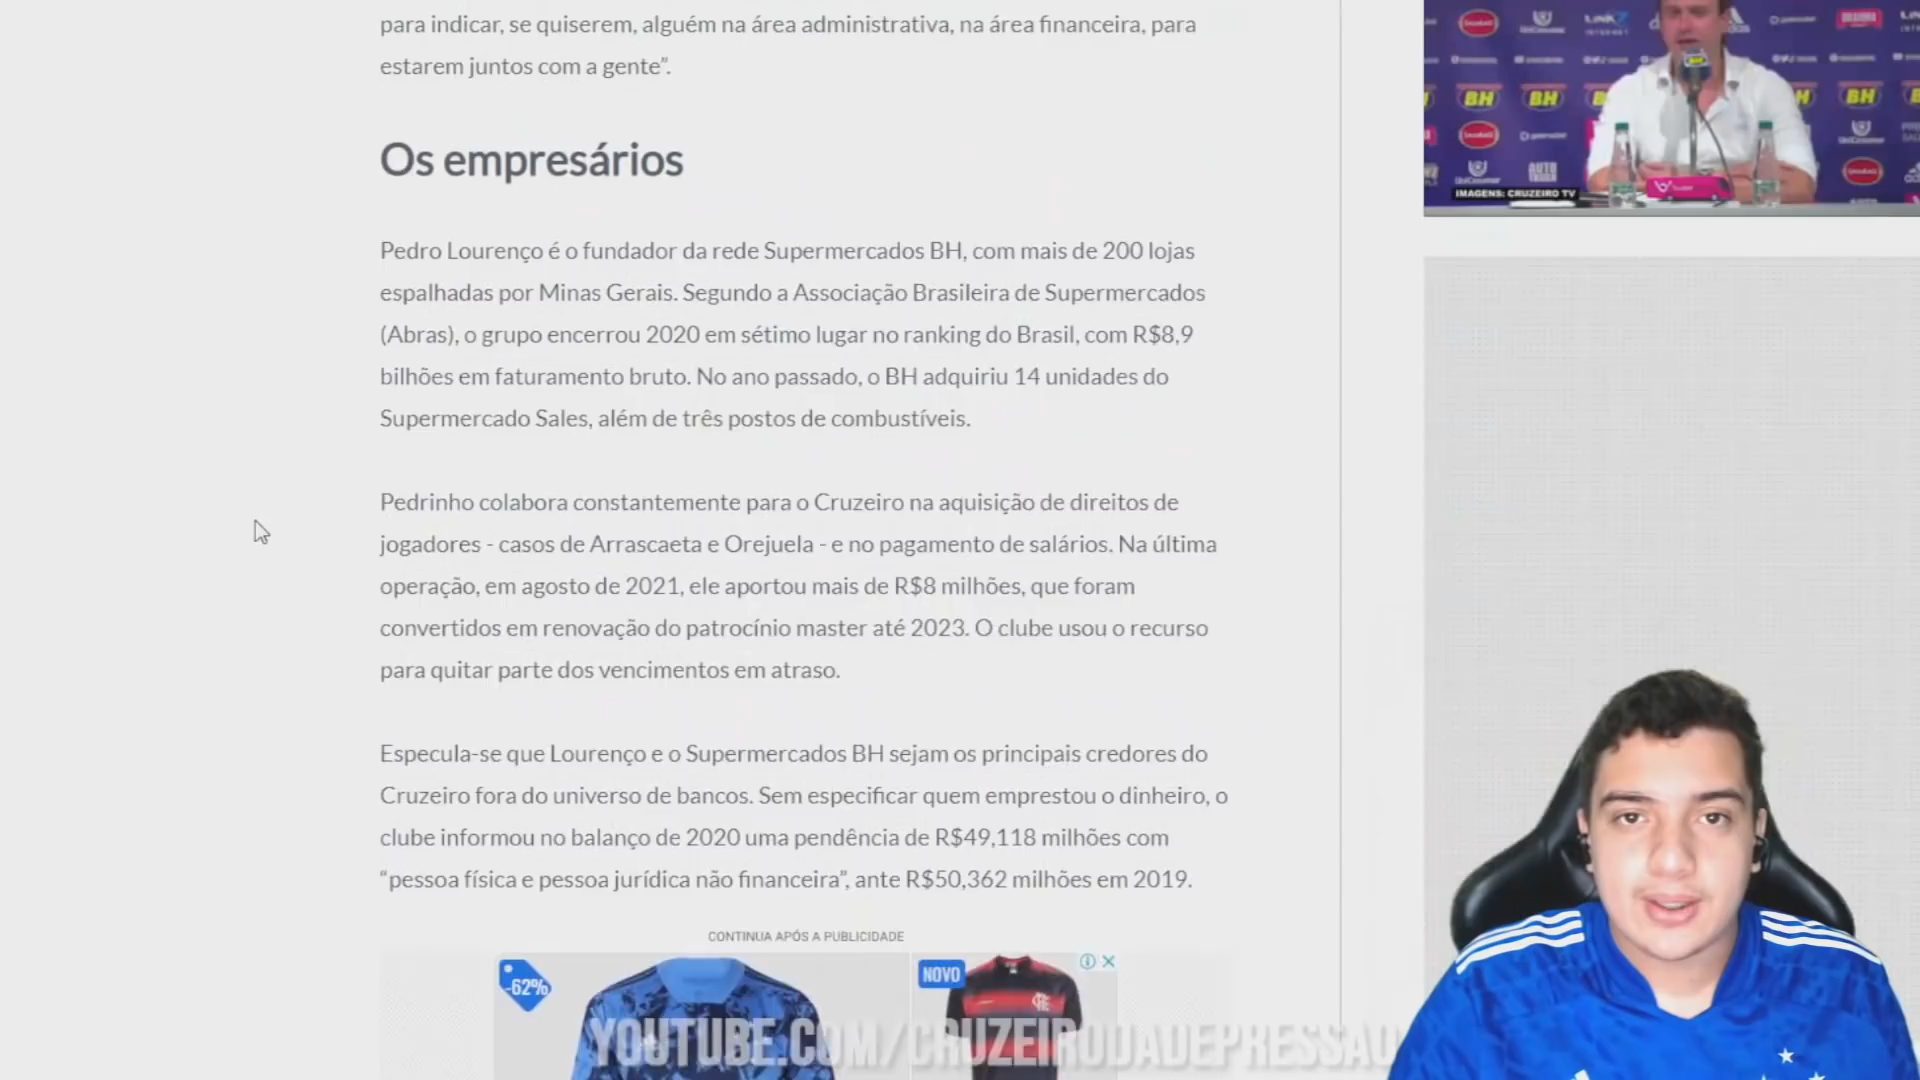 para indicar, se quiserem, alguém na área administrativa, na área financeira, para
estarem juntos com a gente”.
Os empresários
Pedro Lourenço é o fundador da rede Supermercados BH, com mais de 200 lojas
espalhadas por Minas Gerais. Segundo a Associação Brasileira de Supermercados
(Abras), o grupo encerrou 2020 em sétimo lugar no ranking do Brasil, com R$8,9
bilhões em faturamento bruto. No ano passado, o BH adquiriu 14 unidades do
Supermercado Sales, além de três postos de combustíveis.
Pedrinho colabora constantemente para o Cruzeiro na aquisição de direitos de
jogadores - casos de Arrascaeta e Orejuela - e no pagamento de salários. Na última
operação, em agosto de 2021, ele aportou mais de R$8 milhões, que foram
convertidos em renovação do patrocínio master até 2023. O clube usou o recurso
para quitar parte dos vencimentos em atraso.
Especula-se que Lourenço e o Supermercados BH sejam os principais credores do
Cruzeiro fora do universo de bancos. Sem especificar quem emprestou o dinheiro, o
clube informou no balanço de 2020 uma pendência de R$49,118 milhões com
“pessoa física e pessoa jurídica não financeira”, ante R$50,362 milhões em 2019.
CONTINUA APÓS A PUBLICIDADE
-62%
NOVO
YOUTUBE.COM/CRUZEIRODADEPRESSAO
BH
BH
BH
IMAGENS: CRUZEIRO TV